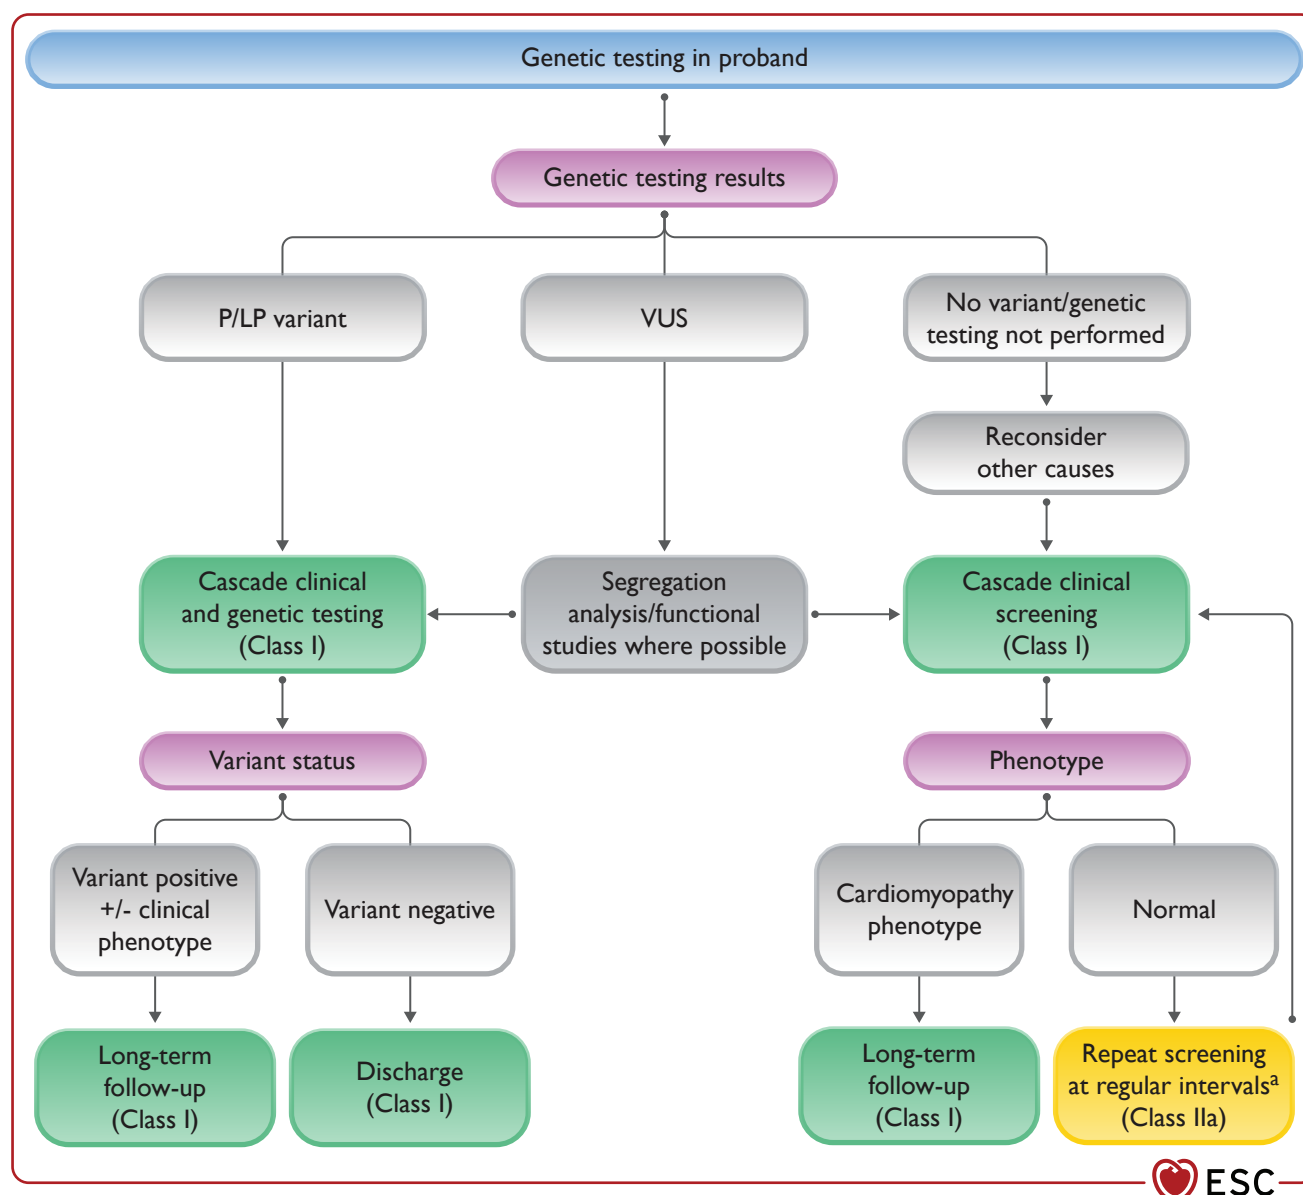 Genetic testing in proband
Genetic testing results
P/LP variant
VUS
No variant/genetic
testing not performed
Reconsider
other causes
Cascade clinical
and genetic testing
(Class I)
Segregation
analysis/functional
studies where possible
Cascade clinical
screening
(Class I)
Variant status
Phenotype
Variant positive
+/- clinical
phenotype
Variant negative
Cardiomyopathy
phenotype
Normal
Long-term
follow-up
(Class I)
Discharge
(Class I)
Long-term
follow-up
(Class I)
Repeat screening
at regular intervalsᵃ
(Class IIa)
ESC